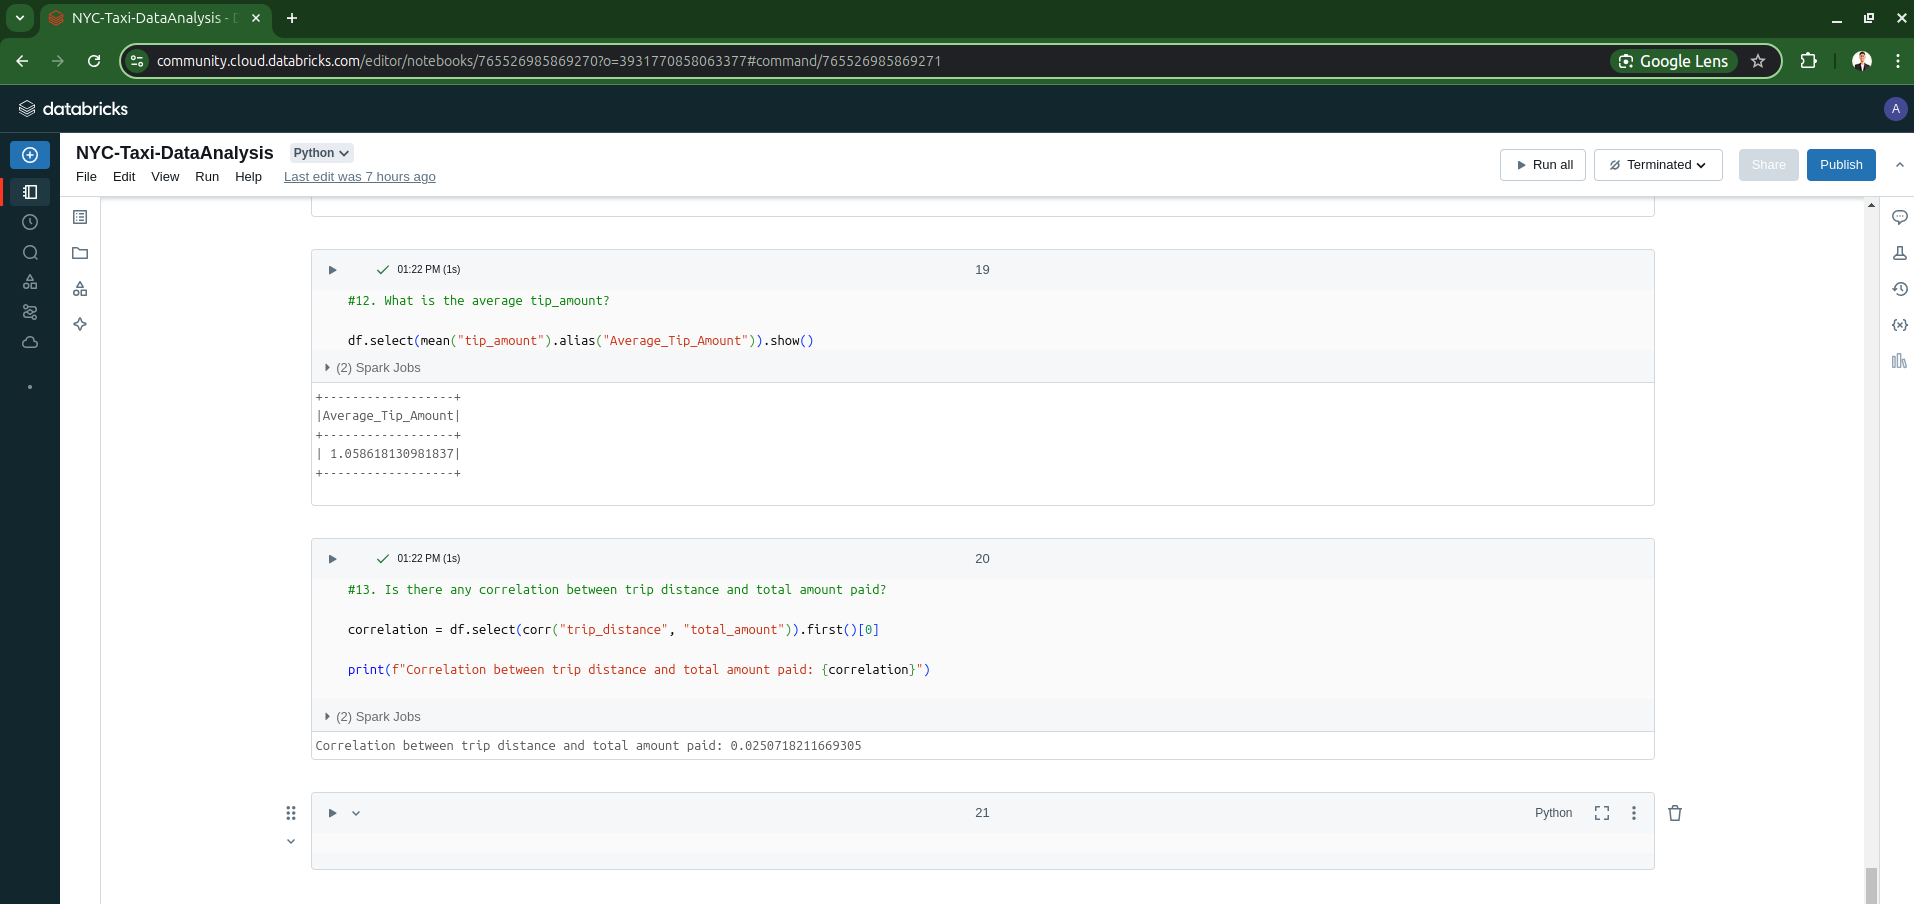 NYC-Taxi-DataAnalysis - D
community.cloud.databricks.com/editor/notebooks/765526985869270?o=3931770858063377#command/765526985869271
Google Lens
databricks
A
NYC-Taxi-DataAnalysis Python
File Edit View Run Help Last edit was 7 hours ago
Run all Terminated Share Publish
01:22 PM (1s) 19
#12. What is the average tip_amount?
df.select(mean("tip_amount").alias("Average_Tip_Amount")).show()
(2) Spark Jobs
+------------------+
|Average_Tip_Amount|
+------------------+
| 1.058618130981837|
+------------------+
01:22 PM (1s) 20
#13. Is there any correlation between trip distance and total amount paid?
correlation = df.select(corr("trip_distance", "total_amount")).first()[0]
print(f"Correlation between trip distance and total amount paid: {correlation}")
(2) Spark Jobs
Correlation between trip distance and total amount paid: 0.0250718211669305
21 Python